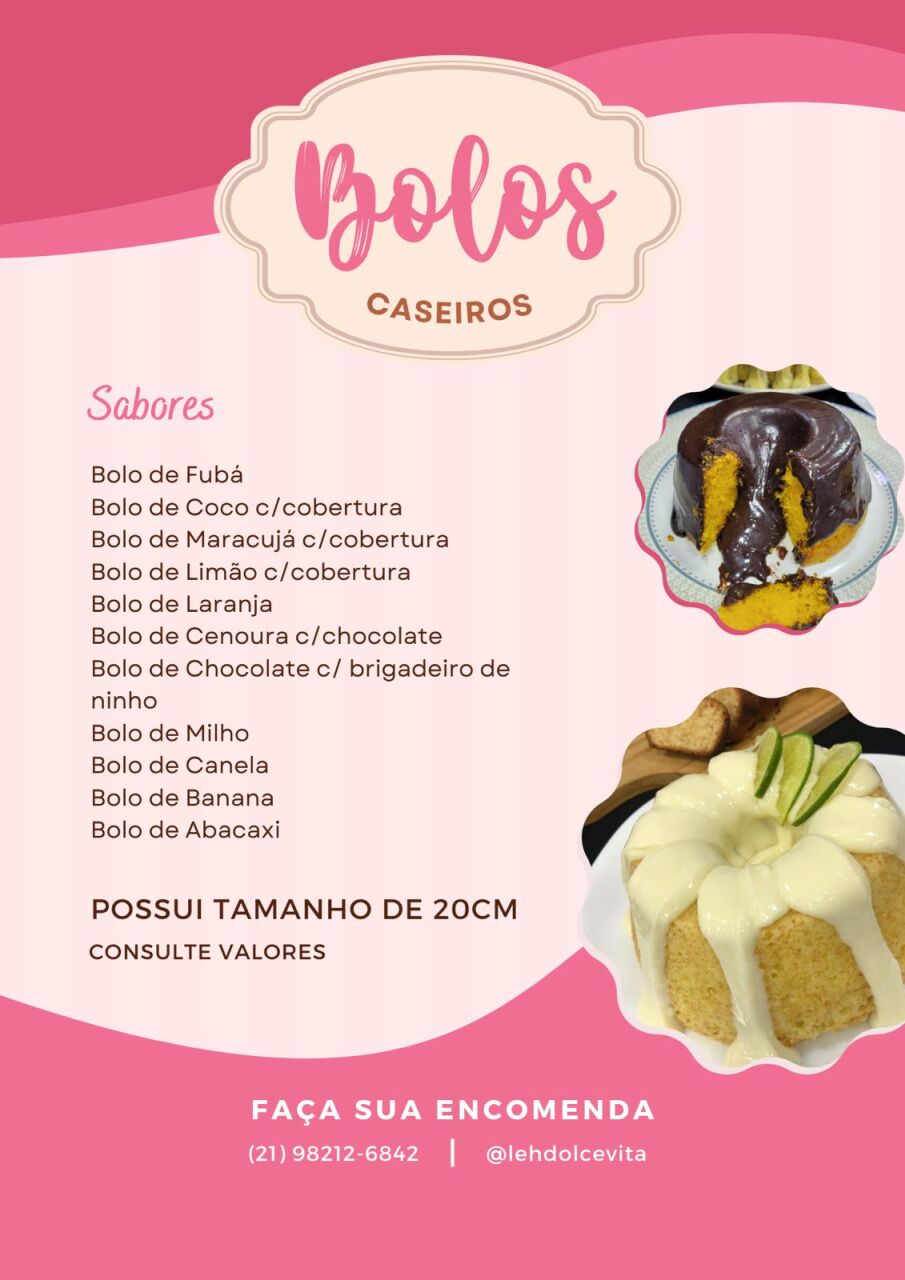 Bolos
CASEIROS
Sabores
Bolo de Fubá
Bolo de Coco c/cobertura
Bolo de Maracujá c/cobertura
Bolo de Limão c/cobertura
Bolo de Laranja
Bolo de Cenoura c/chocolate
Bolo de Chocolate c/ brigadeiro de
ninho
Bolo de Milho
Bolo de Canela
Bolo de Banana
Bolo de Abacaxi
POSSUI TAMANHO DE 20CM
CONSULTE VALORES
FAÇA SUA ENCOMENDA
(21) 98212-6842 | @lehdolcevita